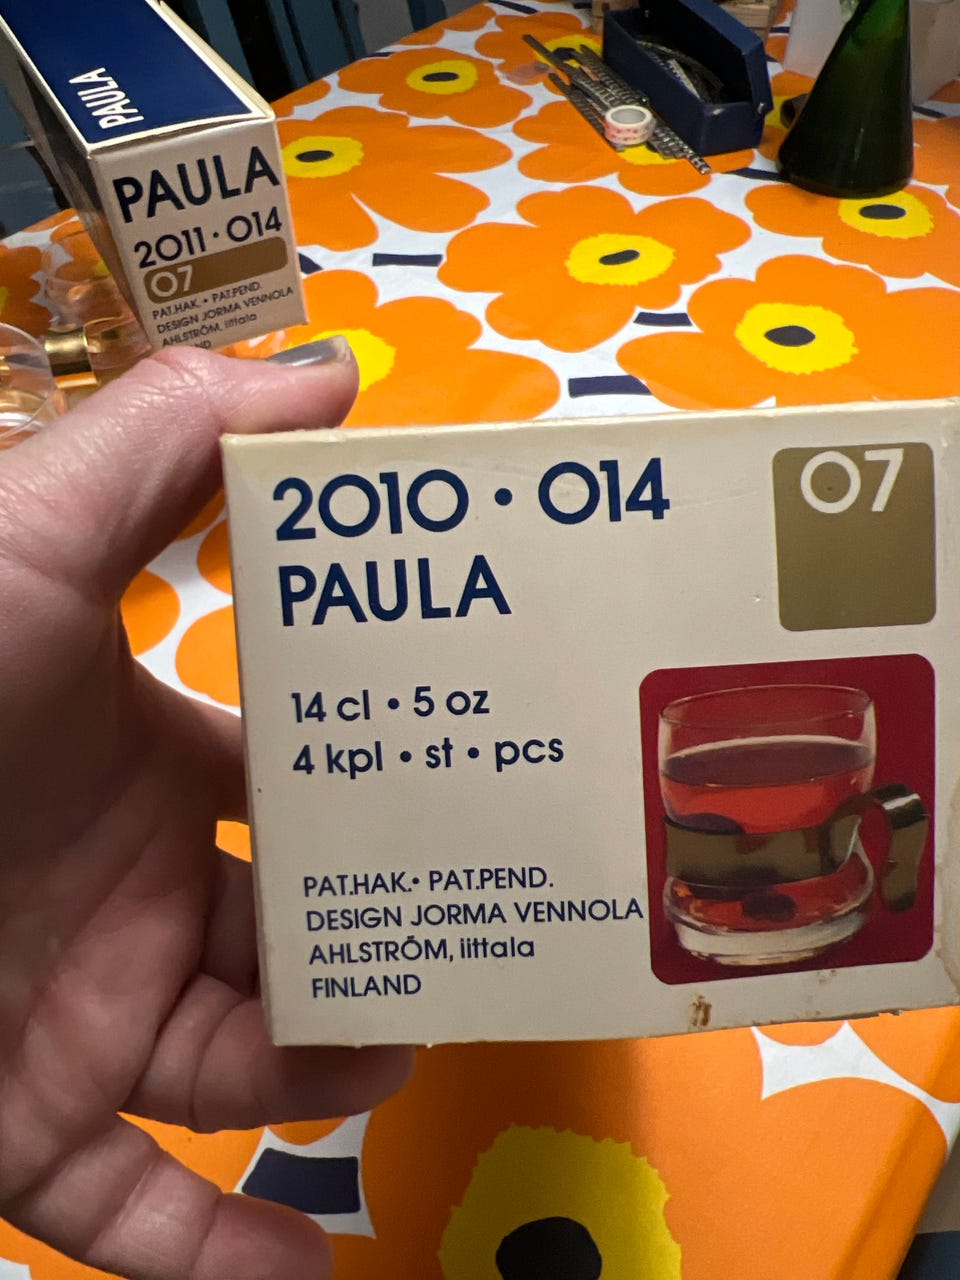 PAULA
PAULA
2011 · 014
07
PAT.HAK. • PAT.PEND.
DESIGN JORMA VENNOLA
AHLSTRÖM, iittala
ND
2010 · 014
07
PAULA
14 cl • 5 oz
4 kpl • st • pcs
PAT.HAK.• PAT.PEND.
DESIGN JORMA VENNOLA
AHLSTRÖM, iittala
FINLAND